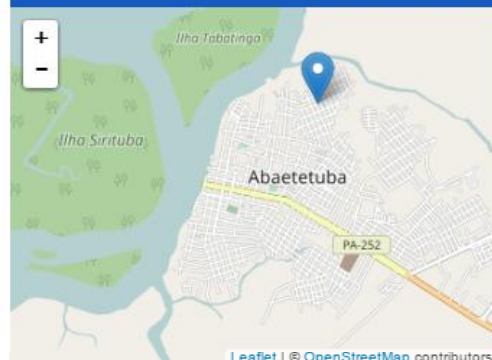 +
Ilha Tabatinga
−
Ilha Sirituba
Abaetetuba
PA-252
Leaflet | © OpenStreetMap contributors